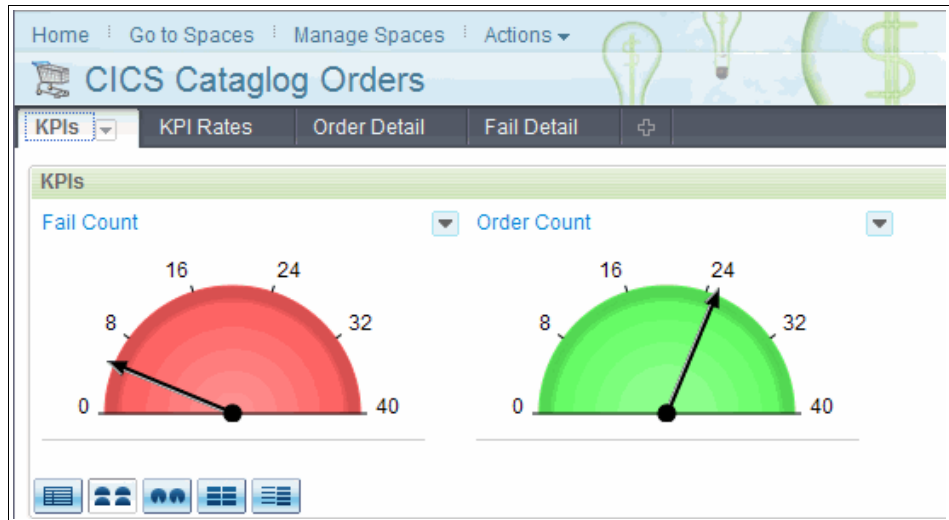 Home Go to Spaces Manage Spaces Actions
CICS Cataglog Orders
KPIs KPI Rates Order Detail Fail Detail
KPIs
Fail Count
0 8 16 24 32 40
Order Count
0 8 16 24 32 40